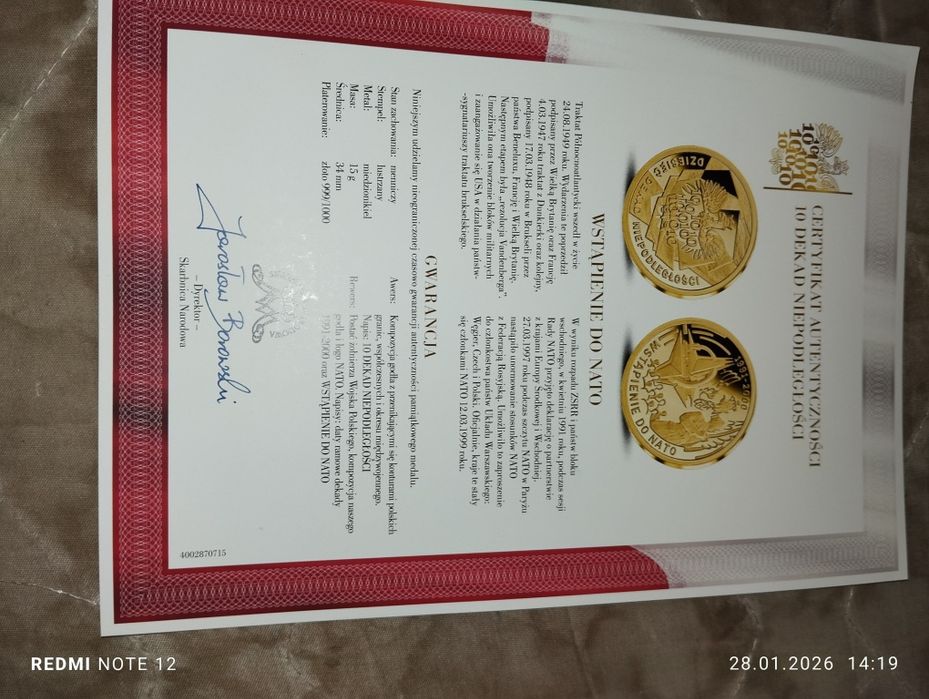 CERTYFIKAT AUTENTYCZNOŚCI
10 DEKAD NIEPODLEGŁOŚCI
DZIESIĘĆ DEKAD NIEPODLEGŁOŚCI
1991-2000
WSTĄPIENIE DO NATO
WSTĄPIENIE DO NATO
Traktat Północnoatlantycki wszedł w życie
24.08.1949 roku. Wydarzenia te poprzedził
podpisany przez Wielką Brytanię oraz Francję
4.03.1947 roku traktat z Dunkierki oraz kolejny,
podpisany 17.03.1948 roku w Brukseli przez
państwa Beneluxu, Francję i Wielką Brytanię.
Następnym etapem była „rezolucja Vandenberga".
Umożliwiła ona tworzenie bloków militarnych
i zaangażowanie się USA w działania państw-
-sygnatariuszy traktatu brukselskiego.
W wyniku rozpadu ZSRR i państw bloku
wschodniego, w kwietniu 1991 roku, podczas sesji
Rady NATO przyjęto deklarację o partnerstwie
z krajami Europy Środkowej i Wschodniej.
27.03.1997 roku podczas szczytu NATO w Paryżu
nastąpiło unormowanie stosunków NATO
z Federacją Rosyjską. Umożliwiło to zaproszenie
do członkostwa państw Układu Warszawskiego:
Węgier, Czech i Polski. Oficjalnie, kraje te stały
się członkami NATO 12.03.1999 roku.
GWARANCJA
Niniejszym udzielamy nieograniczonej czasowo gwarancji autentyczności pamiątkowego medalu.
Stan zachowania: menniczy
Stempel: lustrzany
Metal: miedzionikiel
Masa: 15 g
Średnica: 34 mm
Platerowanie: złoto 999/1000
Awers: Kompozycja godła z przenikającymi się konturami polskich
granic, współczesnych i okresu międzywojennego.
Napis: 10 DEKAD NIEPODLEGŁOŚCI
Rewers: Postać żołnierza Wojska Polskiego, kompozycja naszego
godła i logo NATO. Napisy: daty ramowe dekady
1991-2000 oraz WSTĄPIENIE DO NATO
Jarosław
– Dyrektor –
Skarbnica Narodowa
4002870715
REDMI NOTE 12
28.01.2026 14:19